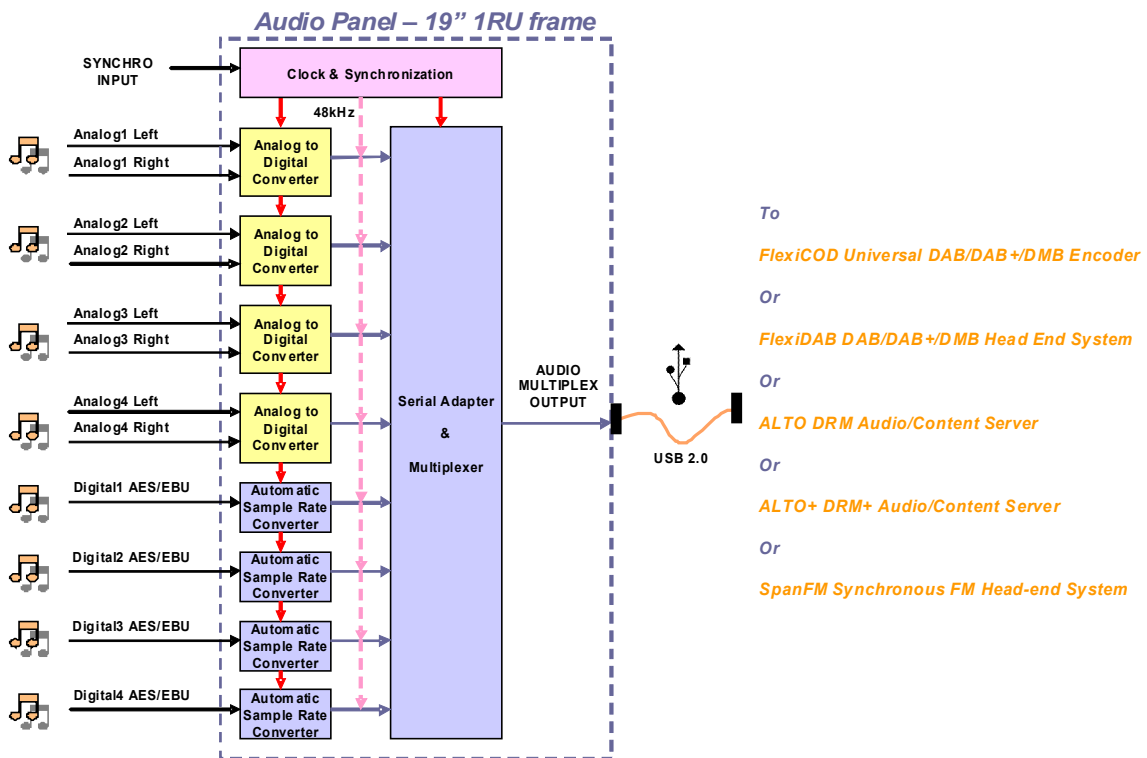 Audio Panel – 19” 1RU frame
SYNCHRO
INPUT
Clock & Synchronization
48kHz
Analog1 Left
Analog1 Right
Analog to
Digital
Converter
Analog2 Left
Analog2 Right
Analog to
Digital
Converter
Analog3 Left
Analog3 Right
Analog to
Digital
Converter
Analog4 Left
Analog4 Right
Analog to
Digital
Converter
Digital1 AES/EBU
Automatic
Sample Rate
Converter
Digital2 AES/EBU
Automatic
Sample Rate
Converter
Digital3 AES/EBU
Automatic
Sample Rate
Converter
Digital4 AES/EBU
Automatic
Sample Rate
Converter
Serial Adapter
&
Multiplexer
AUDIO
MULTIPLEX
OUTPUT
USB 2.0
To
FlexiCOD Universal DAB/DAB+/DMB Encoder
Or
FlexiDAB DAB/DAB+/DMB Head End System
Or
ALTO DRM Audio/Content Server
Or
ALTO+ DRM+ Audio/Content Server
Or
SpanFM Synchronous FM Head-end System